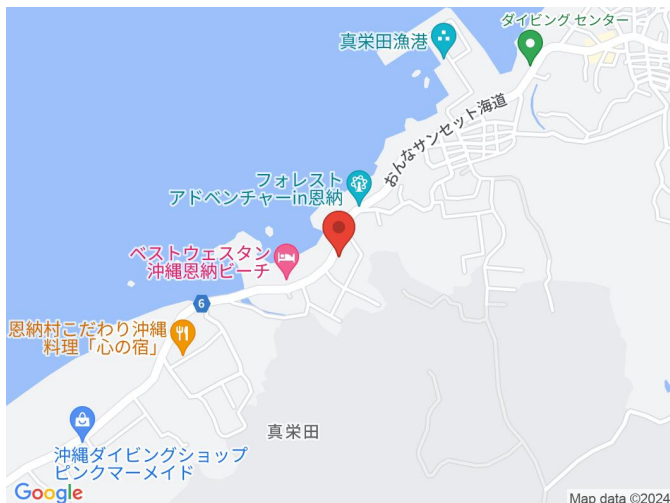 ダイビング センター
真栄田漁港
おんなサンセット海道
フォレスト
アドベンチャーin恩納
ベストウェスタン
沖縄恩納ビーチ
6
恩納村こだわり沖縄
料理「心の宿」
真栄田
沖縄ダイビングショップ
ピンクマーメイド
Google
Map data ©2024